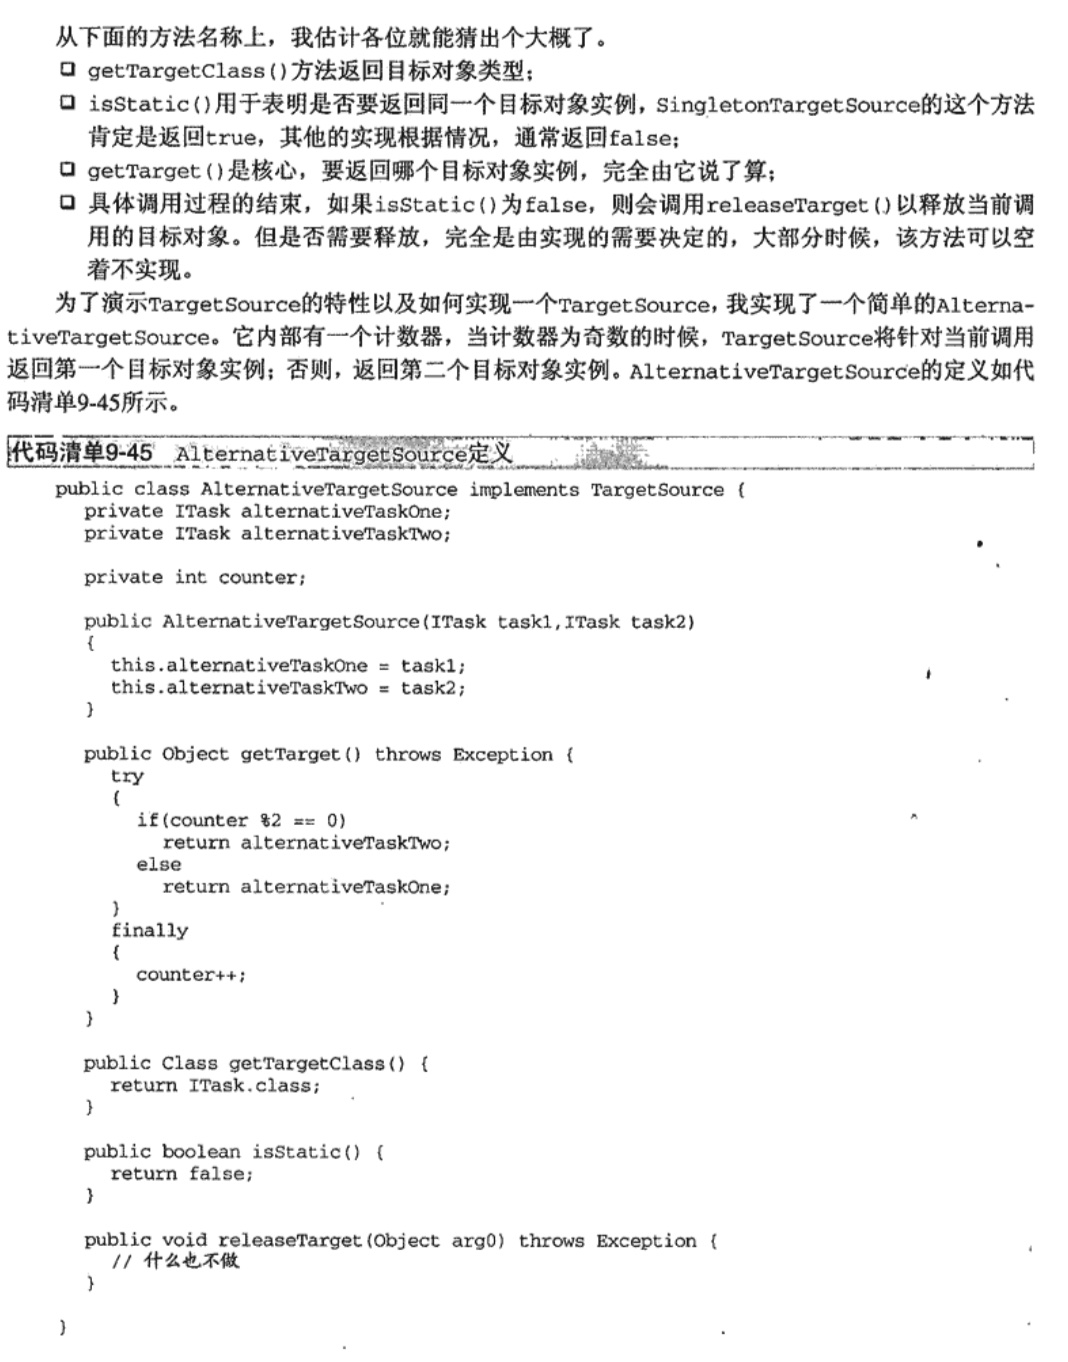 从下面的方法名称上，我估计各位就能猜出个大概了。
❑ getTargetClass()方法返回目标对象类型；
❑ isStatic()用于表明是否要返回同一个目标对象实例，SingletonTargetSource的这个方法
肯定是返回true，其他的实现根据情况，通常返回false；
❑ getTarget()是核心，要返回哪个目标对象实例，完全由它说了算；
❑ 具体调用过程的结束，如果isStatic()为false，则会调用releaseTarget()以释放当前调
用的目标对象。但是否需要释放，完全是由实现的需要决定的，大部分时候，该方法可以空
着不实现。
为了演示TargetSource的特性以及如何实现一个TargetSource，我实现了一个简单的Alterna-
tiveTargetSource。它内部有一个计数器，当计数器为奇数的时候，TargetSource将针对当前调用
返回第一个目标对象实例；否则，返回第二个目标对象实例。AlternativeTargetSource的定义如代
码清单9-45所示。
代码清单9-45 AlternativeTargetSource定义
public class AlternativeTargetSource implements TargetSource {
private ITask alternativeTaskOne;
private ITask alternativeTaskTwo;
private int counter;
public AlternativeTargetSource(ITask task1,ITask task2)
{
this.alternativeTaskOne = task1;
this.alternativeTaskTwo = task2;
}
public Object getTarget() throws Exception {
try
{
if(counter %2 == 0)
return alternativeTaskTwo;
else
return alternativeTaskOne;
}
finally
{
counter++;
}
}
public Class getTargetClass() {
return ITask.class;
}
public boolean isStatic() {
return false;
}
public void releaseTarget(Object arg0) throws Exception {
// 什么也不做
}
}